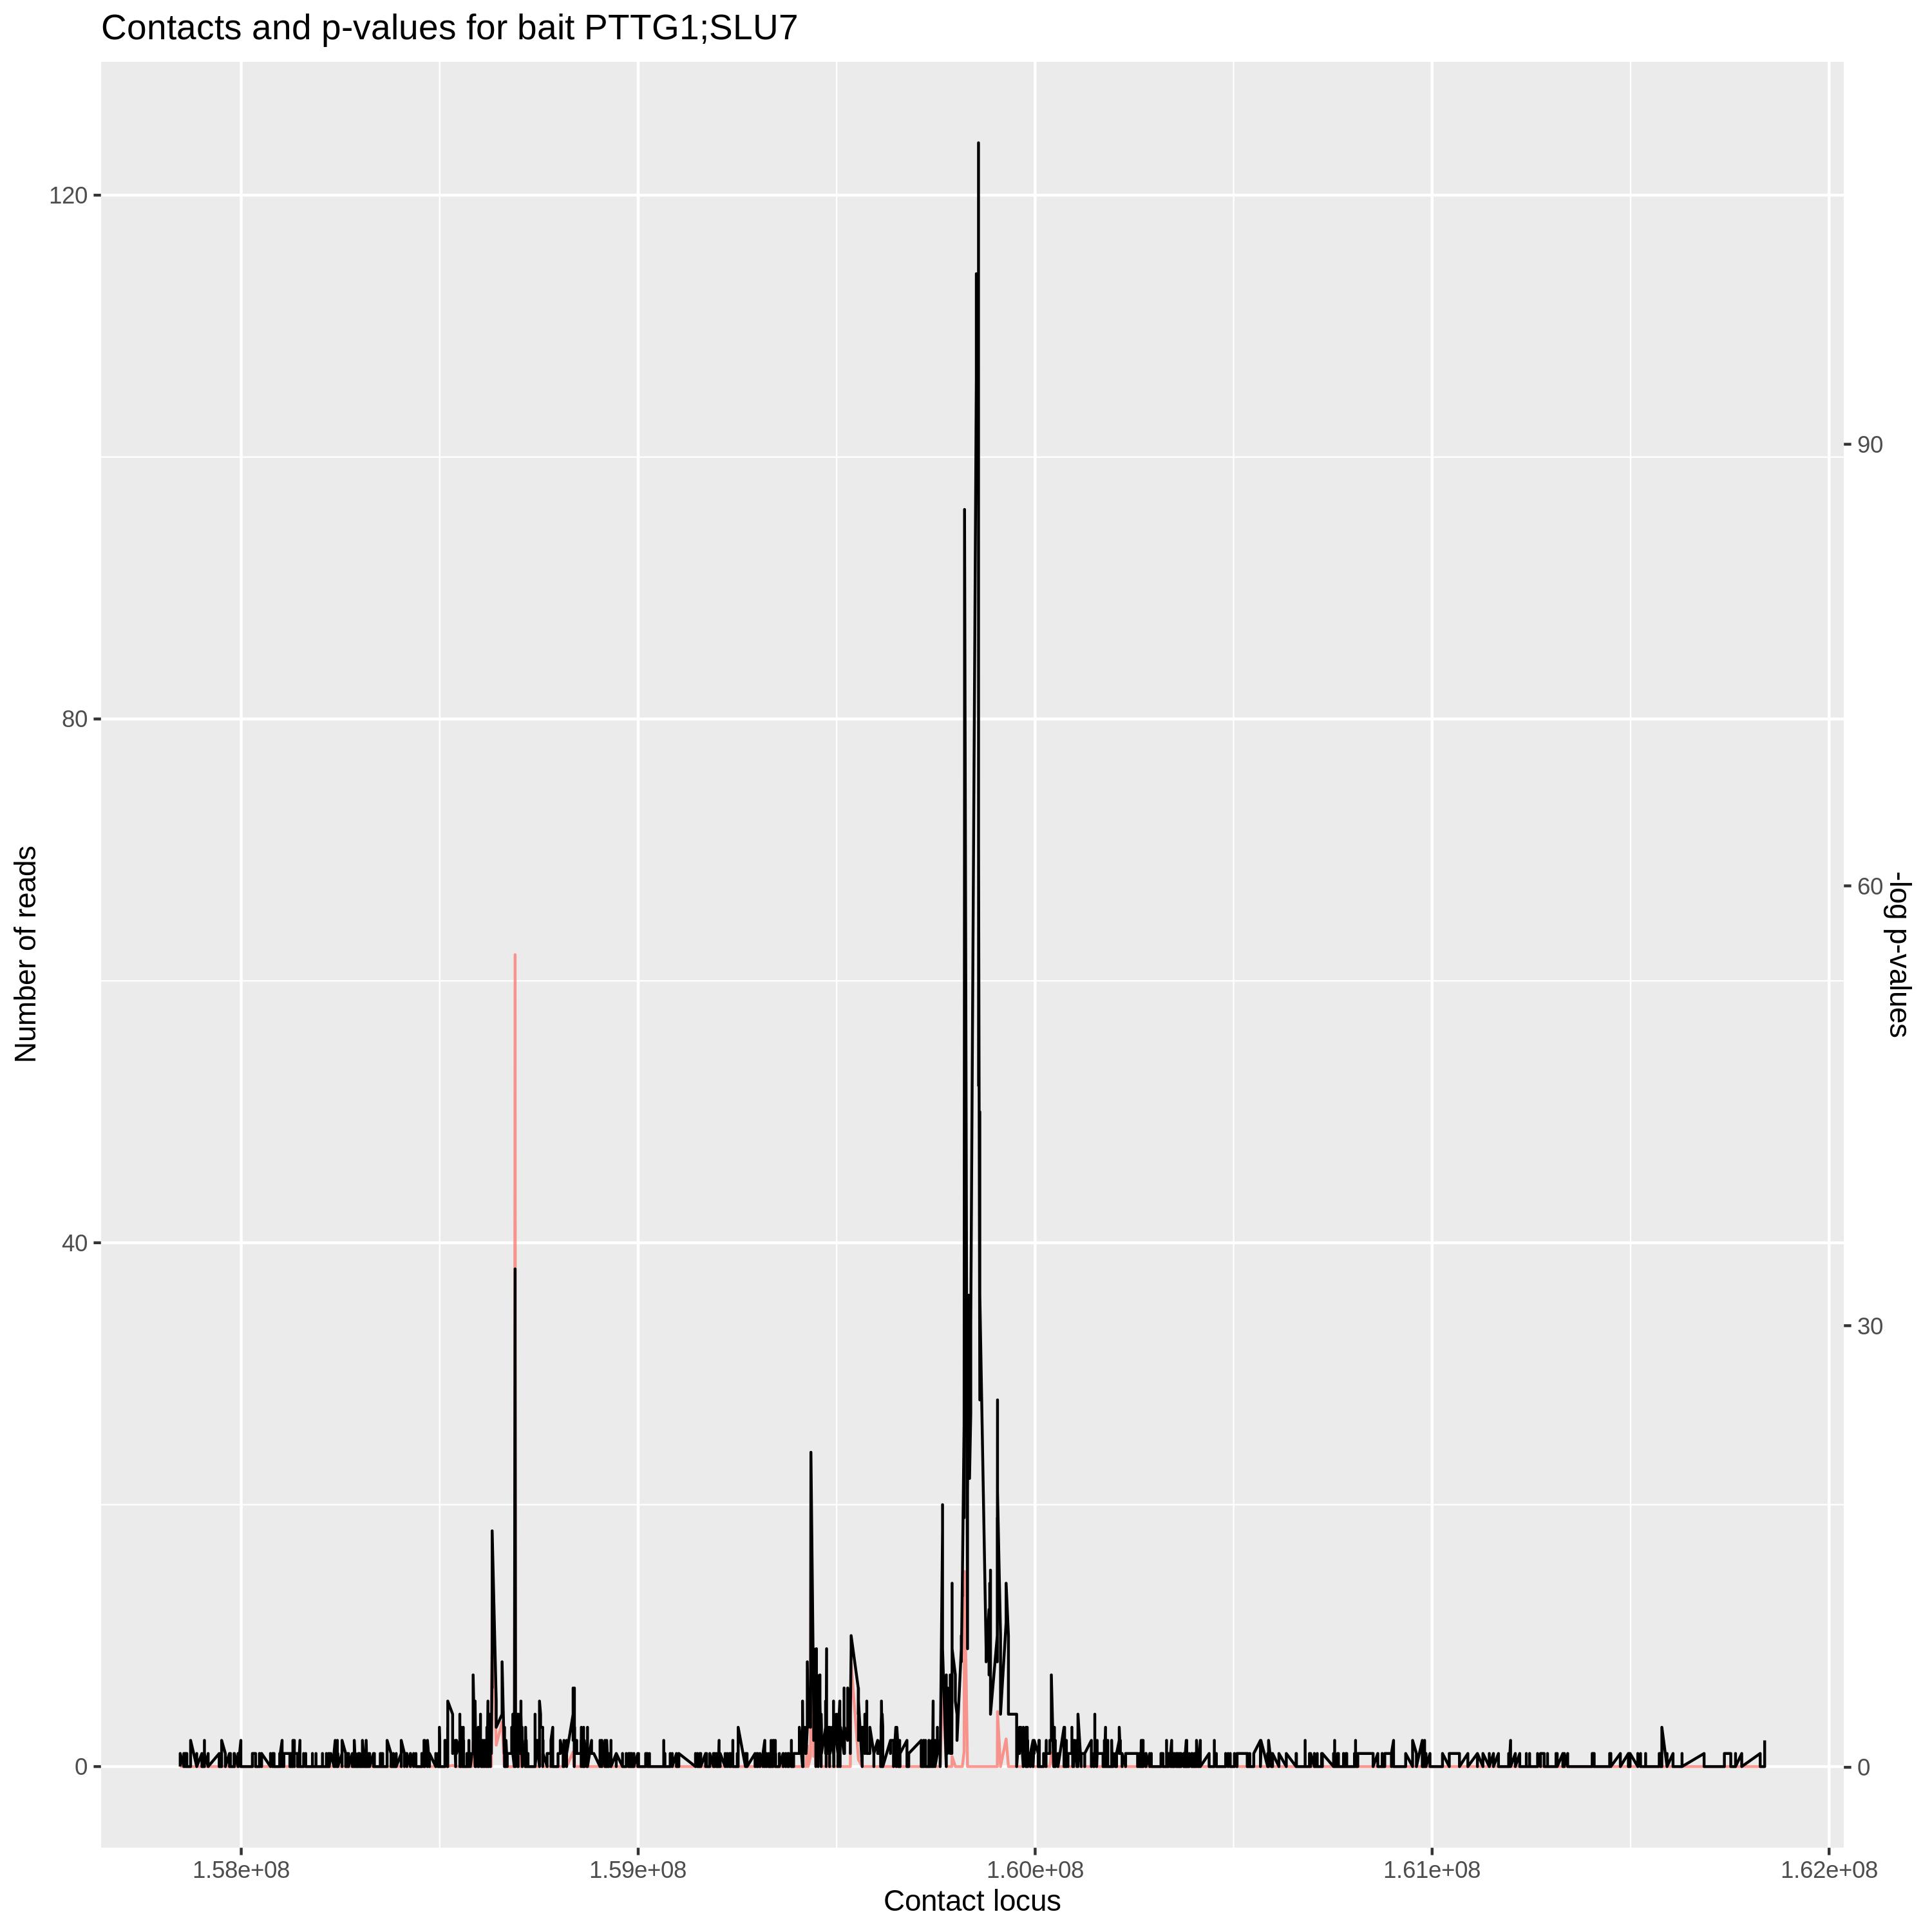 Contacts and p-values for bait PTTG1;SLU7
120
80
40
0
Number of reads
90
60
30
0
-log p-values
1.58e+08
1.59e+08
1.60e+08
1.61e+08
1.62e+08
Contact locus